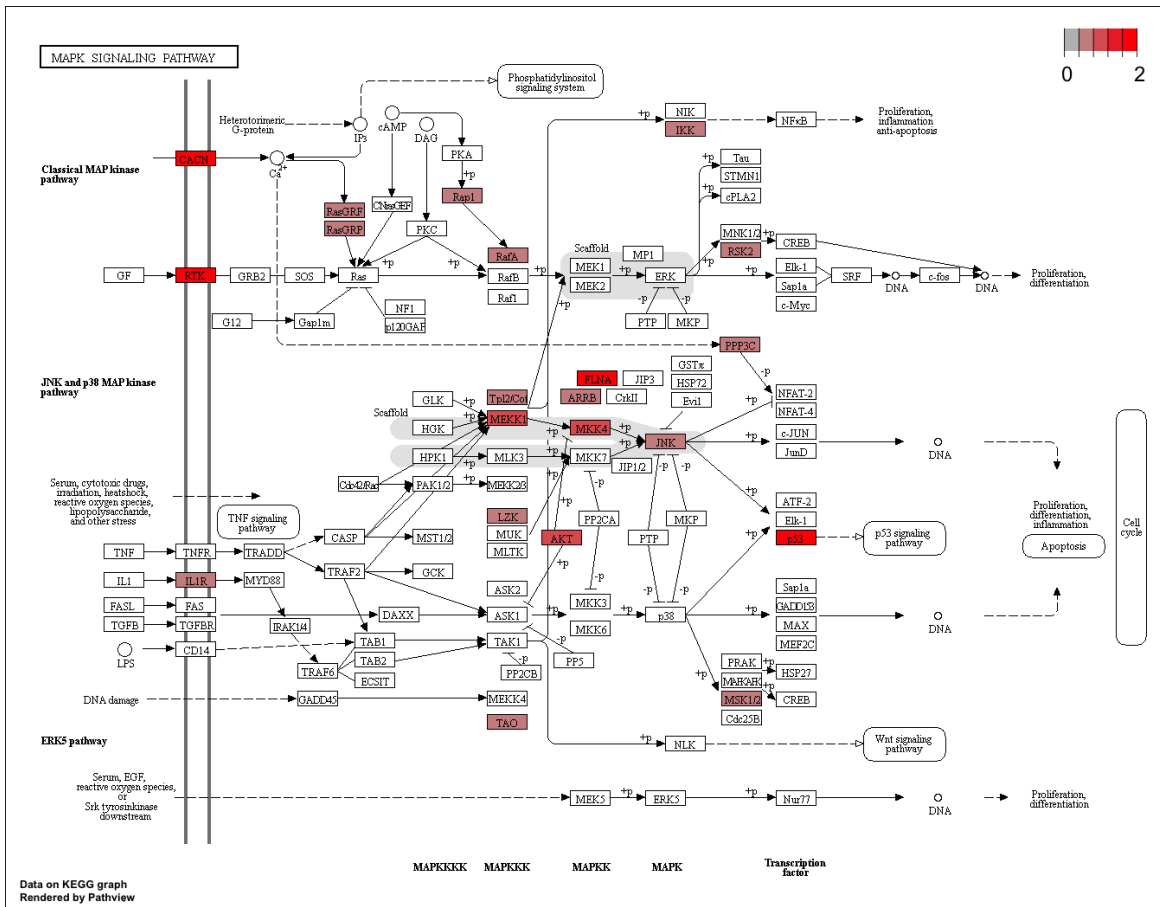 MAPK SIGNALING PATHWAY
0 2
Phosphatidylinositol
signaling system
Heterotorimeric
G-protein
IP3
cAMP
DAG
PKA
+p
NIK
IKK
+p
NFκB
Proliferation,
inflammation
anti-apoptosis
Classical MAP kinase
pathway
CACN
Ca2+
RasGRF
RasGRP
CNrasGEF
PKC
Rap1
+p
+p
Tau
STMN1
cPLA2
+p
GF
RTK
GRB2
SOS
Ras
+p
+p
RafA
RafB
Raf1
+p
Scaffold
MEK1
MEK2
MP1
+p
ERK
+p
MNK1/2
RSK2
+p
CREB
Elk-1
Sap1a
c-Myc
SRF
DNA
c-fos
DNA
Proliferation,
differentiation
G12
Gap1m
NF1
p120GAP
+p
-p
-p
PTP
MKP
PPP3C
-p
JNK and p38 MAP kinase
pathway
GLK
HGK
HPK1
Scaffold
+p
+p
+p
+p
Tpl2/Cot
MEKK1
MLK3
+p
+p
FLNA
JIP3
ARRB
CrkII
GSTπ
HSP72
Evi1
MKK4
MKK7
+p
+p
JIP1/2
JNK
+p
+p
NFAT-2
NFAT-4
c-JUN
JunD
DNA
Serum, cytotoxic drugs,
irradiation, heatshock,
reactive oxygen species,
lipopolysaccharide,
and other stress
Cdc42/Rac
PAK1/2
MEKK2/3
TNF signaling
pathway
LZK
MUK
MLTK
AKT
PP2CA
-p
-p
-p
PTP
MKP
+p
ATF-2
Elk-1
p53
p53 signaling
pathway
Proliferation,
differentiation,
inflammation
Apoptosis
Cell
cycle
TNF
TNFR
TRADD
CASP
MST1/2
TRAF2
GCK
IL1
IL1R
MYD88
ASK2
+p
-p
-p
-p
+p
FASL
FAS
DAXX
ASK1
+p
MKK3
MKK6
+p
p38
+p
Sap1a
GADD153
MAX
MEF2C
DNA
TGFB
TGFBR
IRAK1/4
TAB1
TAK1
-p
-p
PP5
PP2CB
LPS
CD14
TAB2
TRAF6
ECSIT
+p
PRAK
+p
HSP27
MAPKAPK
+p
MSK1/2
CREB
Cdc25B
DNA damage
GADD45
MEKK4
TAO
+p
NLK
Wnt signaling
pathway
ERK5 pathway
Serum, EGF,
reactive oxygen species,
or
Srk tyrosinkinase
downstream
MEK5
+p
ERK5
+p
Nur77
DNA
Proliferation,
differentiation
MAPKKKK
MAPKKK
MAPKK
MAPK
Transcription
factor
Data on KEGG graph
Rendered by Pathview